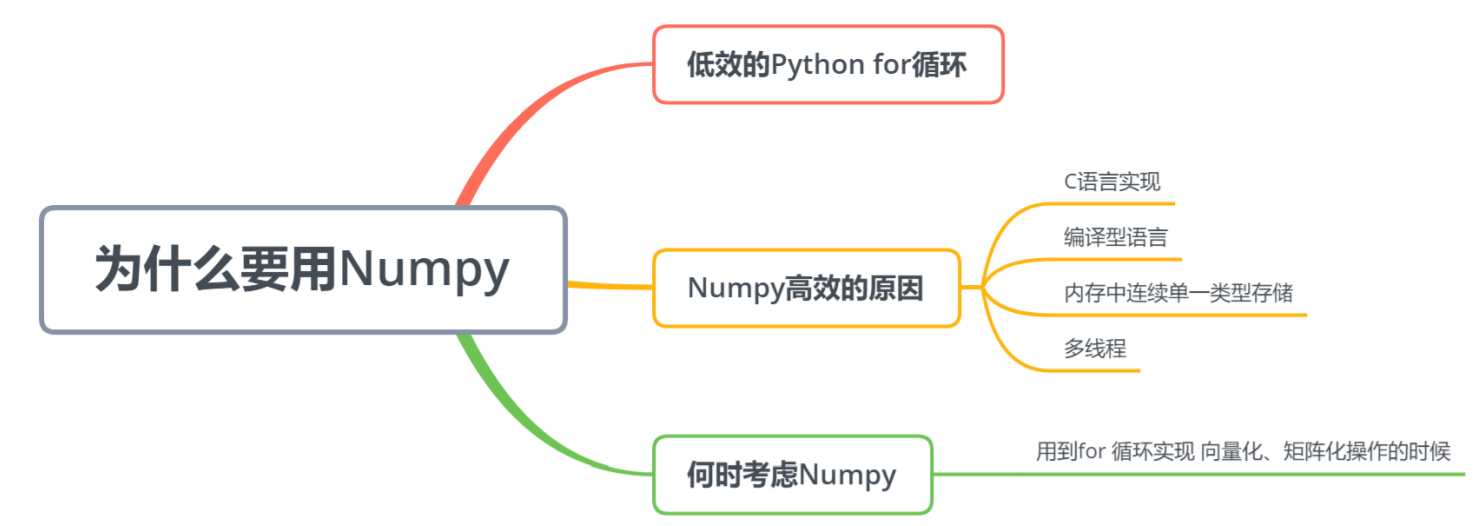 为什么要用Numpy
低效的Python for循环
Numpy高效的原因
C语言实现
编译型语言
内存中连续单一类型存储
多线程
何时考虑Numpy
用到for 循环实现 向量化、矩阵化操作的时候